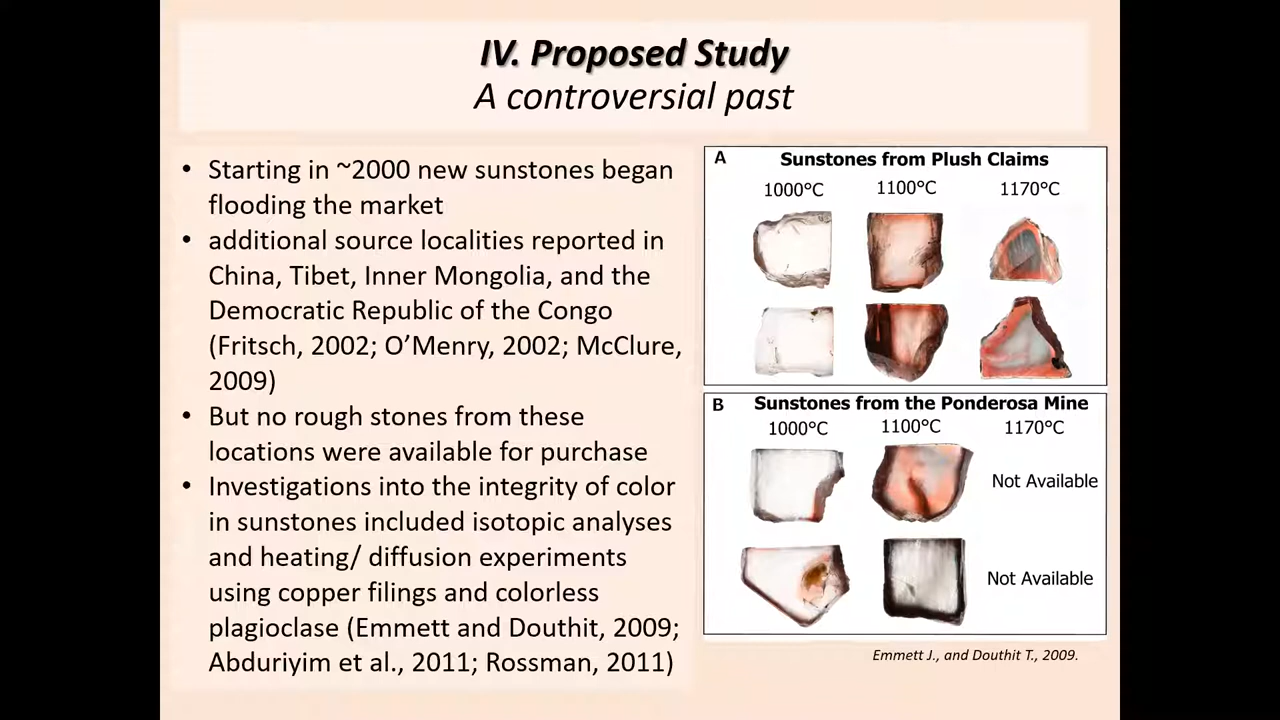 IV. Proposed Study
A controversial past
• Starting in ~2000 new sunstones began
flooding the market
• additional source localities reported in
China, Tibet, Inner Mongolia, and the
Democratic Republic of the Congo
(Fritsch, 2002; O’Menry, 2002; McClure,
2009)
• But no rough stones from these
locations were available for purchase
• Investigations into the integrity of color
in sunstones included isotopic analyses
and heating/ diffusion experiments
using copper filings and colorless
plagioclase (Emmett and Douthit, 2009;
Abduriyim et al., 2011; Rossman, 2011)
A Sunstones from Plush Claims
1000°C 1100°C 1170°C
B Sunstones from the Ponderosa Mine
1000°C 1100°C 1170°C
Not Available
Not Available
Emmett J., and Douthit T., 2009.